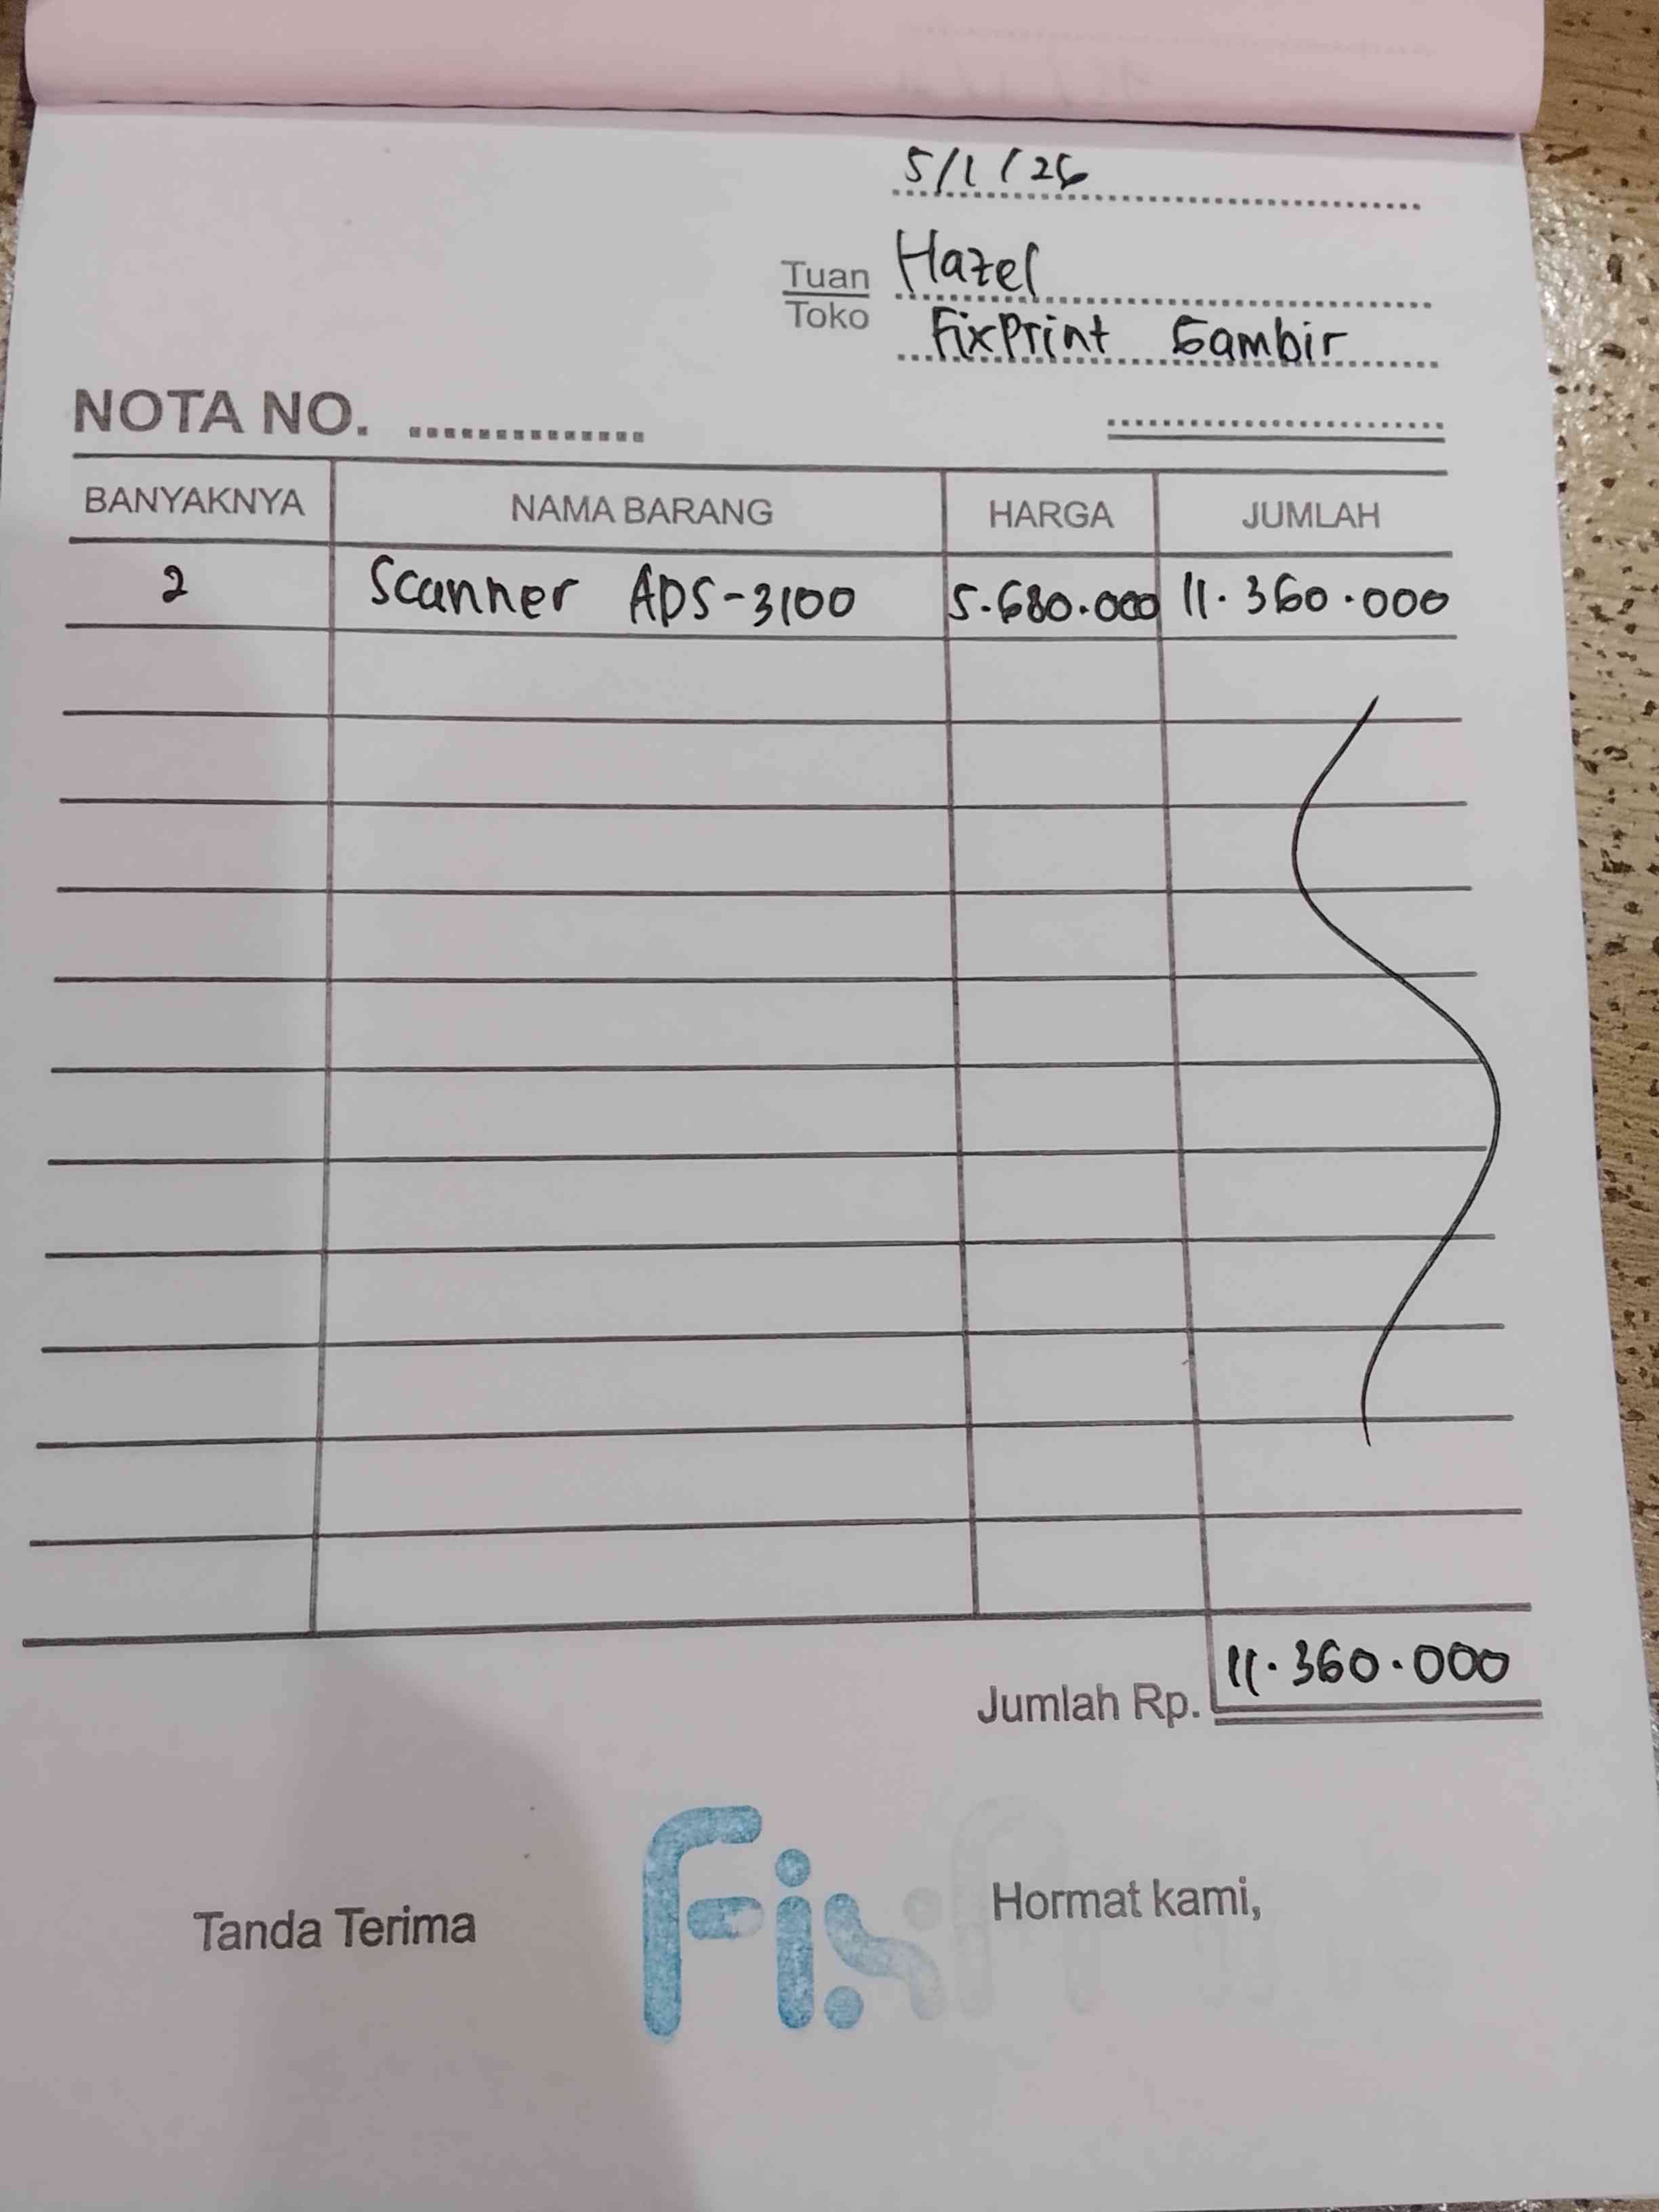 5/1/26
Tuan Hazel
Toko FixPrint Gambir
NOTA NO. ...............
BANYAKNYA NAMA BARANG HARGA JUMLAH
2 Scanner ADS-3100 5.680.000 11.360.000
Jumlah Rp. 11.360.000
Tanda Terima Hormat kami,
Fix